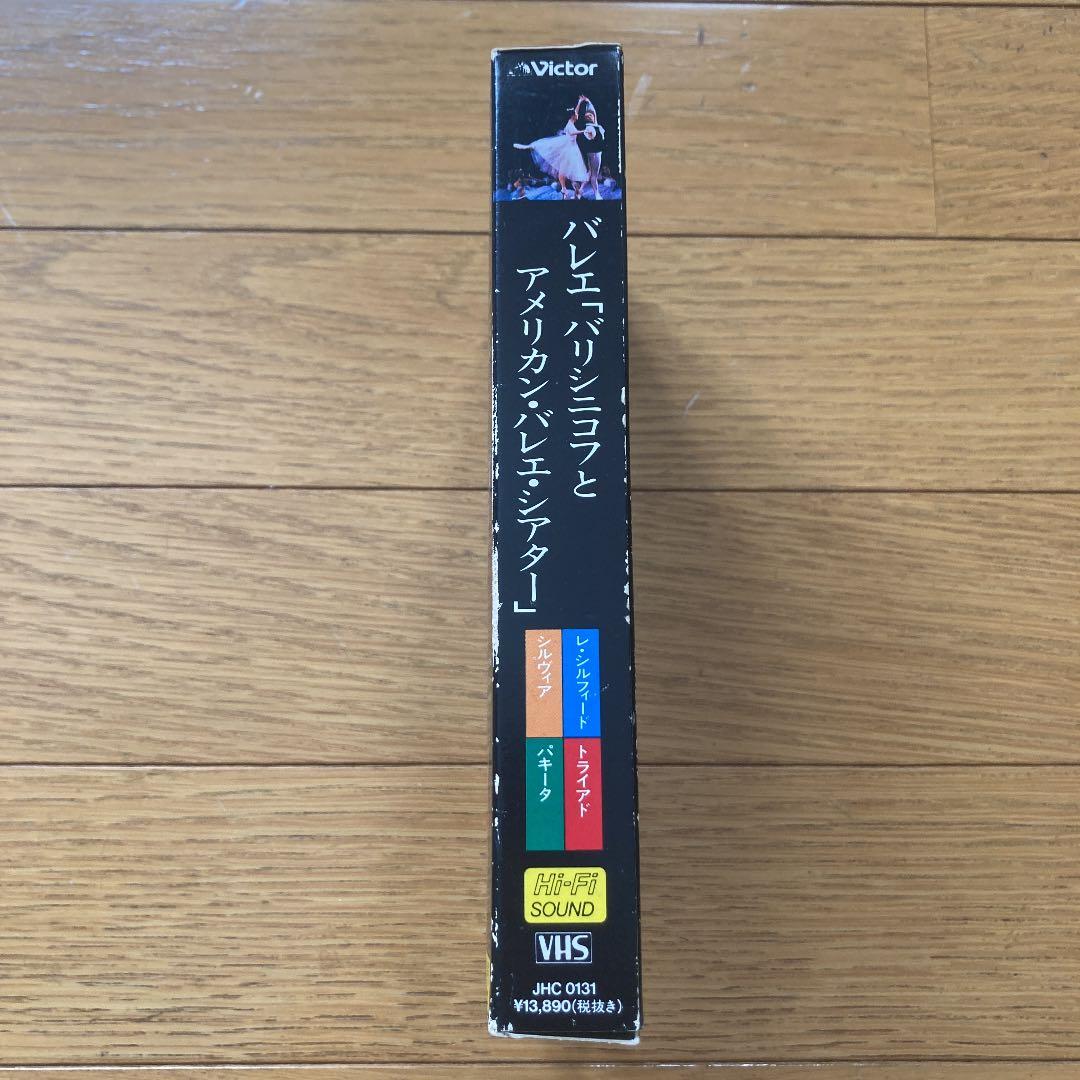 Victor
バレエ「バリシニコフと
アメリカン・バレエ・シアター」
レ・シルフィード
シルヴィア
トライアド
パキータ
Hi-Fi
SOUND
VHS
JHC 0131
¥13,890(税抜き)